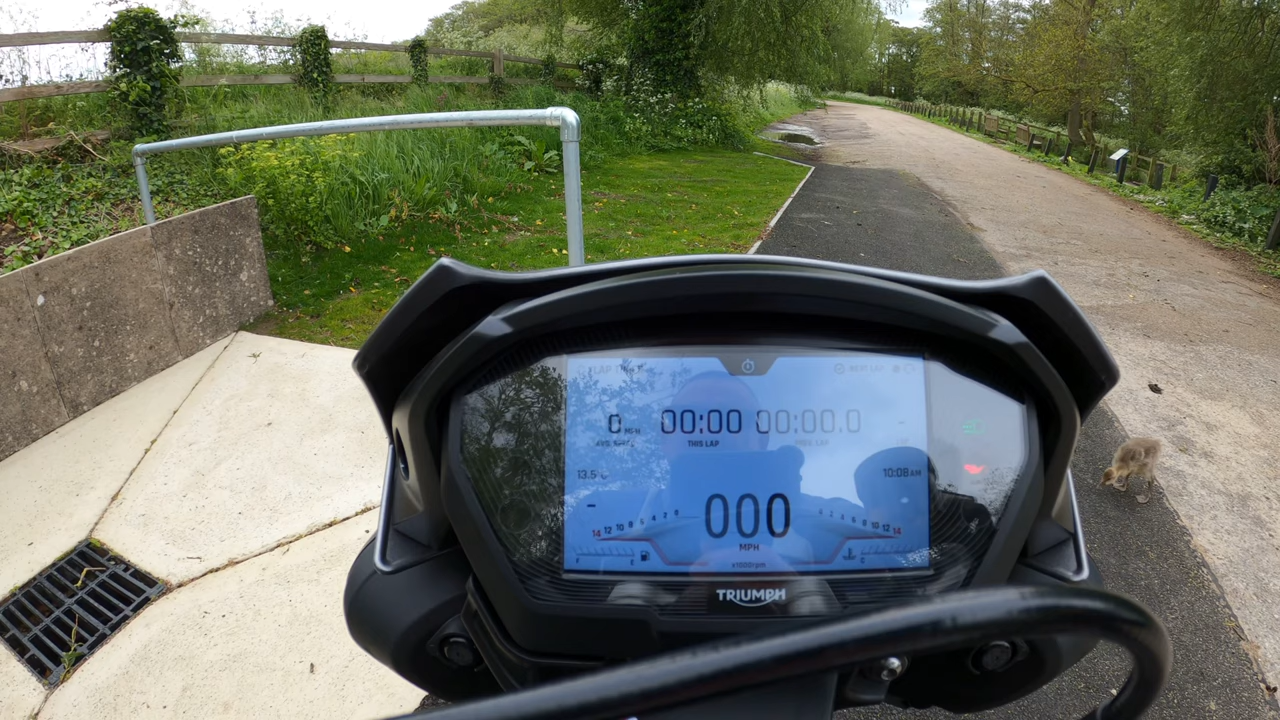 LAP TIMER
NEXT LAP
0 MPH 00:00 00:00.0
AVG. SPEED THIS LAP PREV. LAP
13.5°C 10:08 AM
000
14 12 10 8 6 4 2 0 0 2 4 6 8 10 12 14
MPH
F E H C
x1000rpm
TRIUMPH